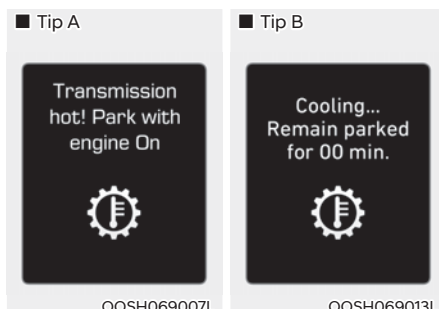 ■ Tip A
Transmission
hot! Park with
engine On
OOSH069007L
■ Tip B
Cooling...
Remain parked
for 00 min.
OOSH069013L